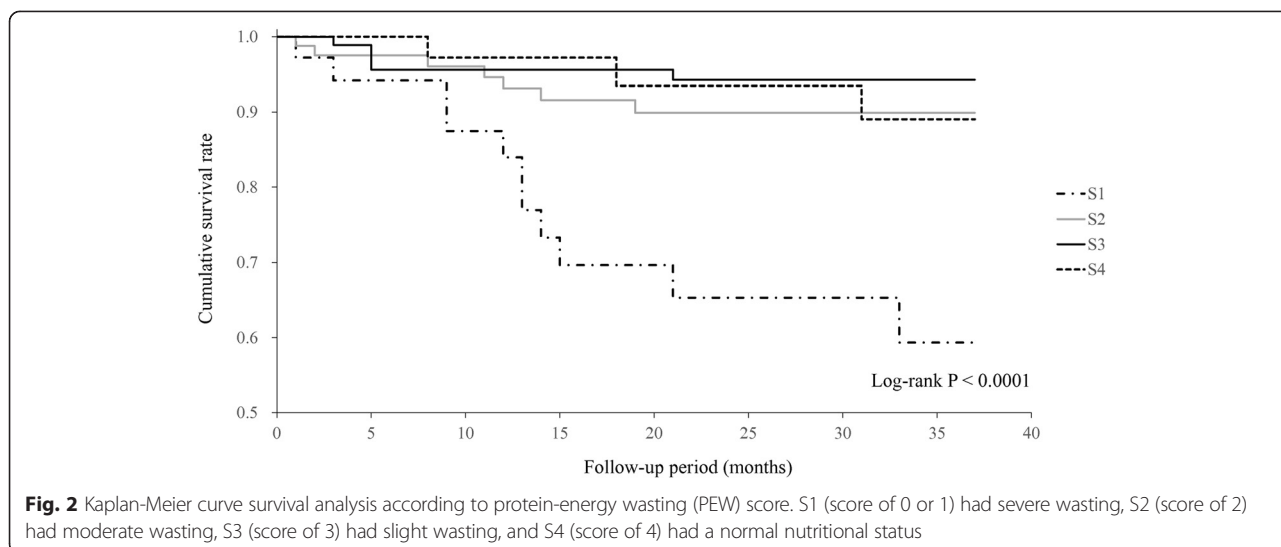 1.0
0.9
0.8
0.7
0.6
0.5
Cumulative survival rate
0 5 10 15 20 25 30 35 40
Follow-up period (months)
S1
S2
S3
S4
Log-rank P < 0.0001
Fig. 2 Kaplan-Meier curve survival analysis according to protein-energy wasting (PEW) score. S1 (score of 0 or 1) had severe wasting, S2 (score of 2)
had moderate wasting, S3 (score of 3) had slight wasting, and S4 (score of 4) had a normal nutritional status